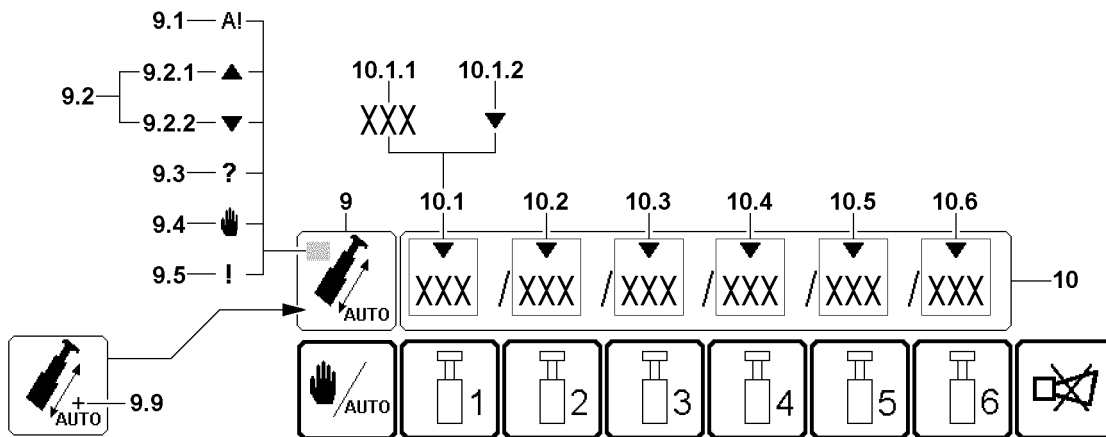 9.1 A!
9.2 9.2.1 ▲
9.2.2 ▼
9.3 ?
9.4
9.5 !
10.1.1 10.1.2
XXX ▼
9 10.1 10.2 10.3 10.4 10.5 10.6
AUTO XXX / XXX / XXX / XXX / XXX / XXX 10
+ AUTO 9.9
/ AUTO 1 2 3 4 5 6